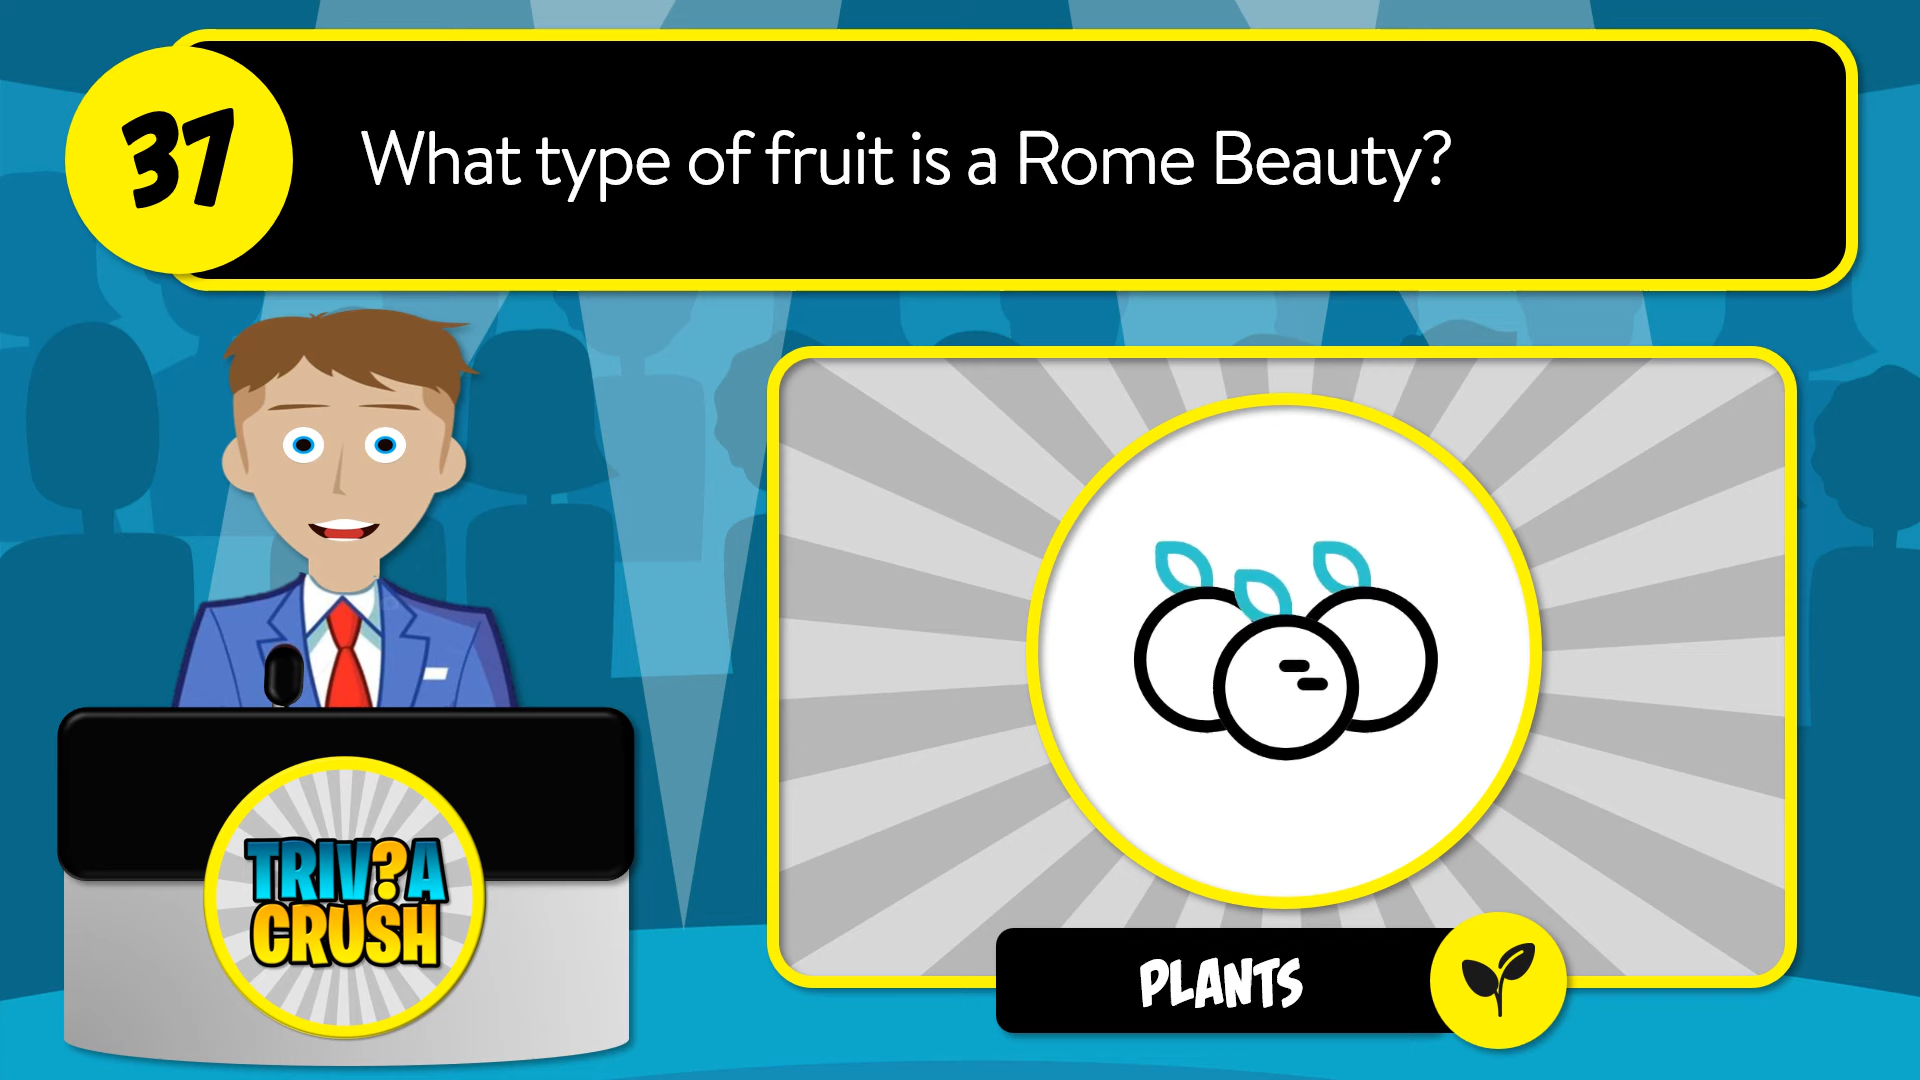 37
What type of fruit is a Rome Beauty?
TRIV?A
CRUSH
PLANTS